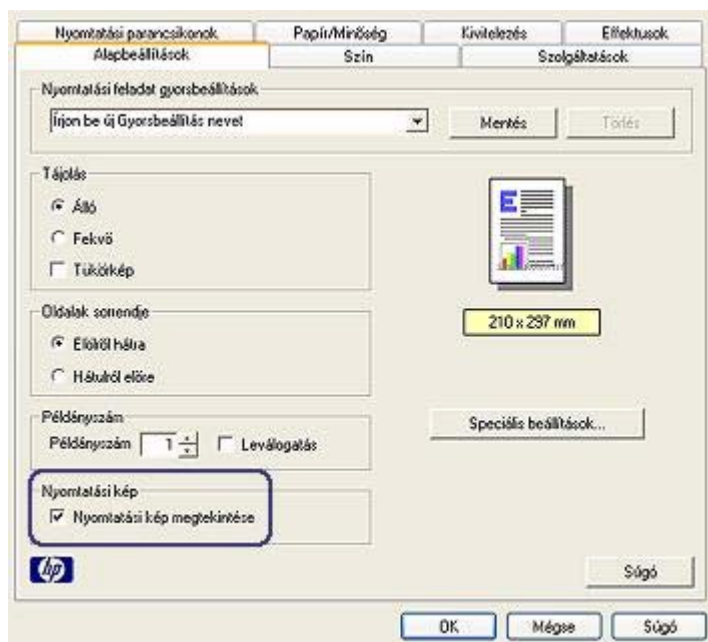 Nyomtatási parancsikonok Papír/Minőség Kivitelezés Effektusok
Alapbeállítások Szín Szolgáltatások
Nyomtatási feladat gyorsbeállítások
Írjon be új Gyorsbeállítás nevet Mentés Törlés
Tájolás
Álló
Fekvő
Tükörkép
210 x 297 mm
Oldalak sorrendje
Elölről hátra
Hátulról előre
Példányszám
Példányszám 1 Leválogatás
Speciális beállítások...
Nyomtatási kép
Nyomtatási kép megtekintése
hp
Súgó
OK Mégse Súgó